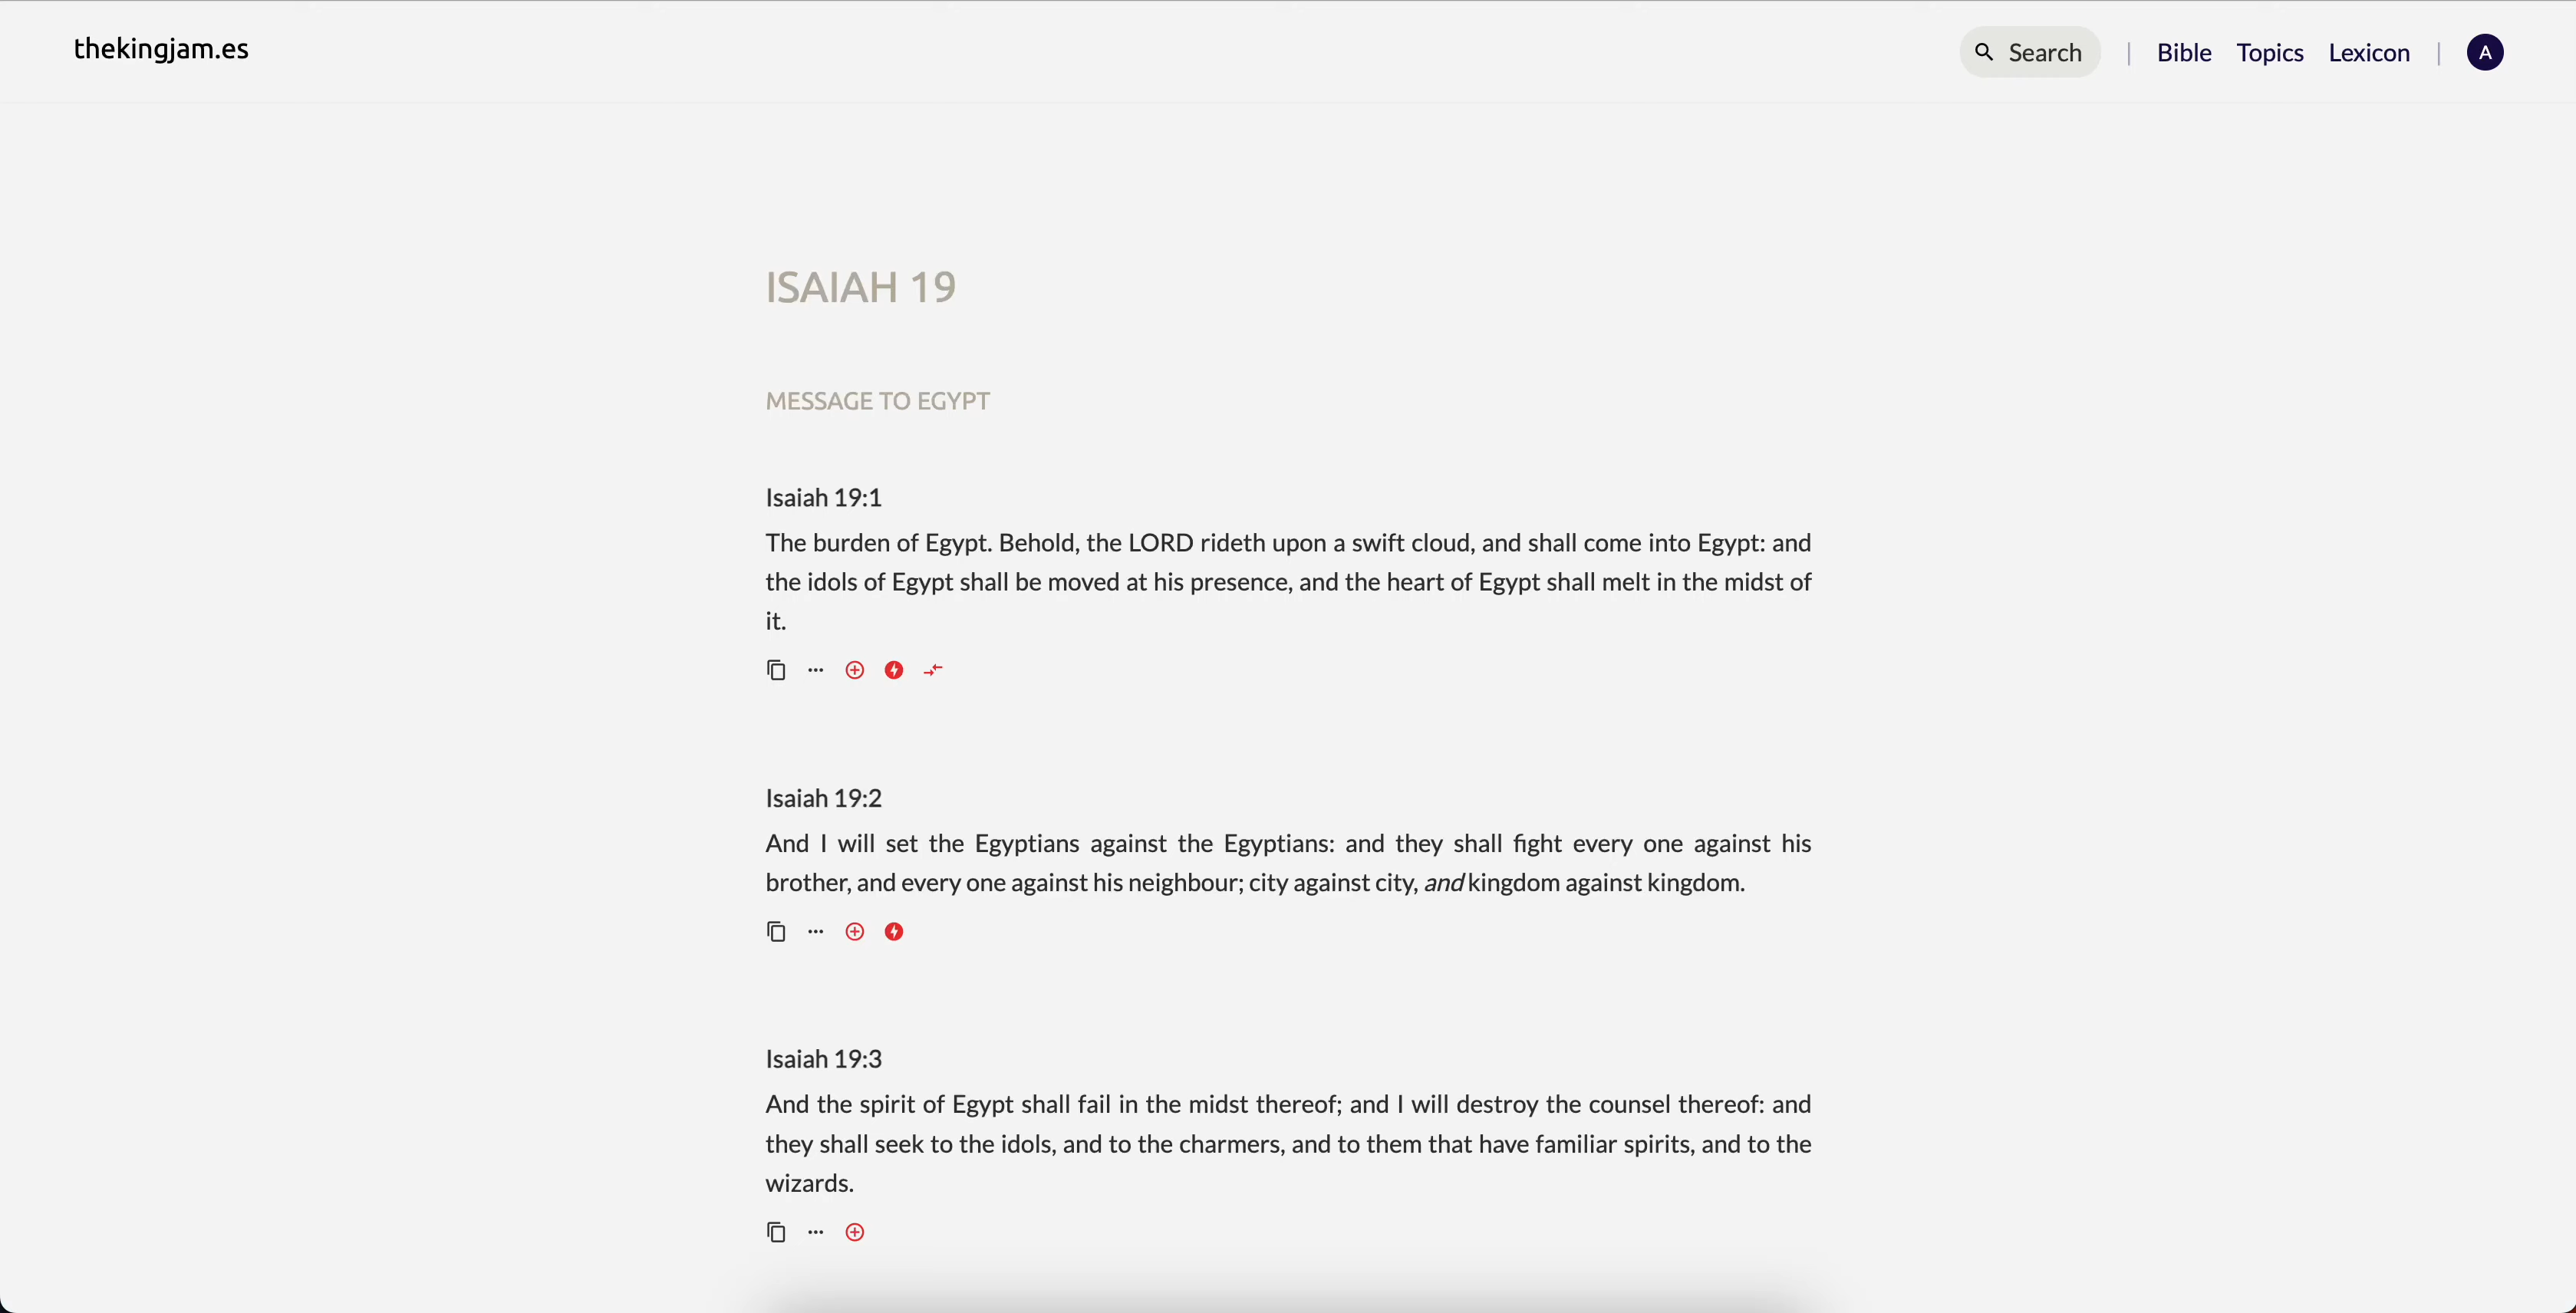 thekingjam.es
Search | Bible Topics Lexicon | A
ISAIAH 19
MESSAGE TO EGYPT
Isaiah 19:1
The burden of Egypt. Behold, the LORD rideth upon a swift cloud, and shall come into Egypt: and
the idols of Egypt shall be moved at his presence, and the heart of Egypt shall melt in the midst of
it.
Isaiah 19:2
And I will set the Egyptians against the Egyptians: and they shall fight every one against his
brother, and every one against his neighbour; city against city, and kingdom against kingdom.
Isaiah 19:3
And the spirit of Egypt shall fail in the midst thereof; and I will destroy the counsel thereof: and
they shall seek to the idols, and to the charmers, and to them that have familiar spirits, and to the
wizards.